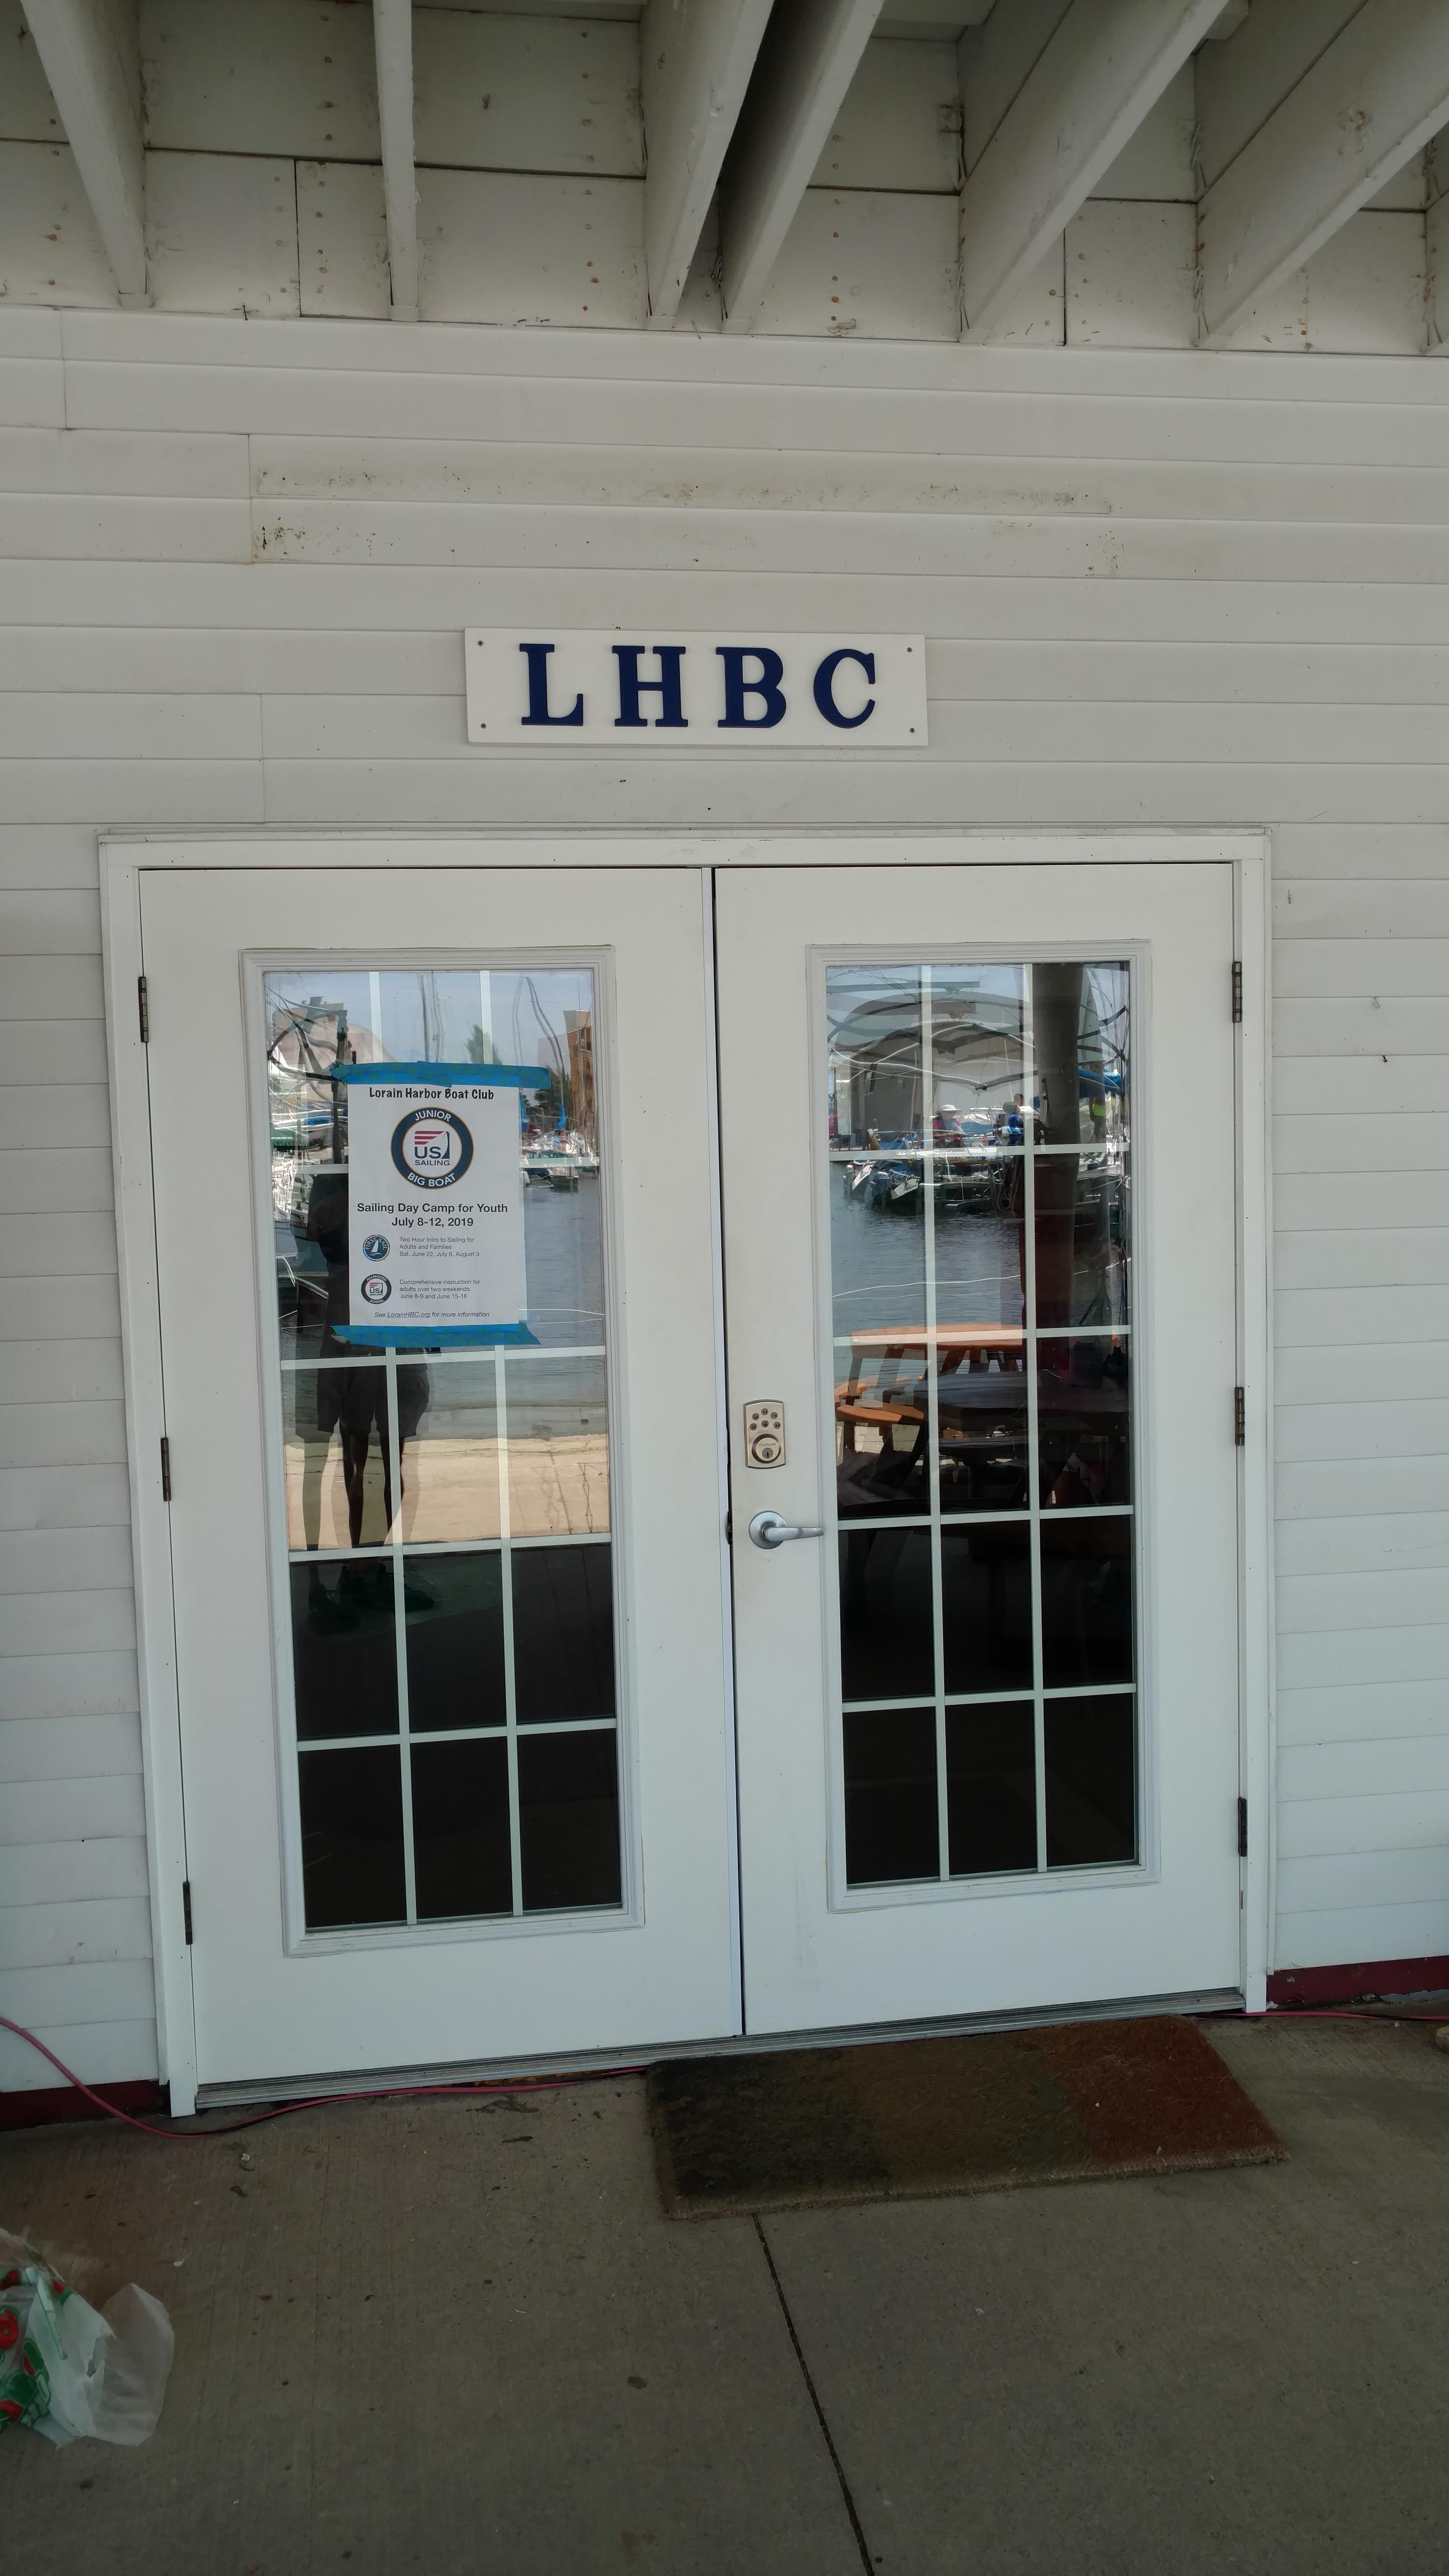 LHBC
Lorain Harbor Boat Club
JUNIOR
US
SAILING
BIG BOAT
Sailing Day Camp for Youth
July 8-12, 2019
Two Hour Intro to Sailing for
Adults and Families
Sat. June 22, July 6, August 3
US
Comprehensive instruction for
adults over two weekends.
June 8-9 and June 15-16
See LorainHBC.org for more information